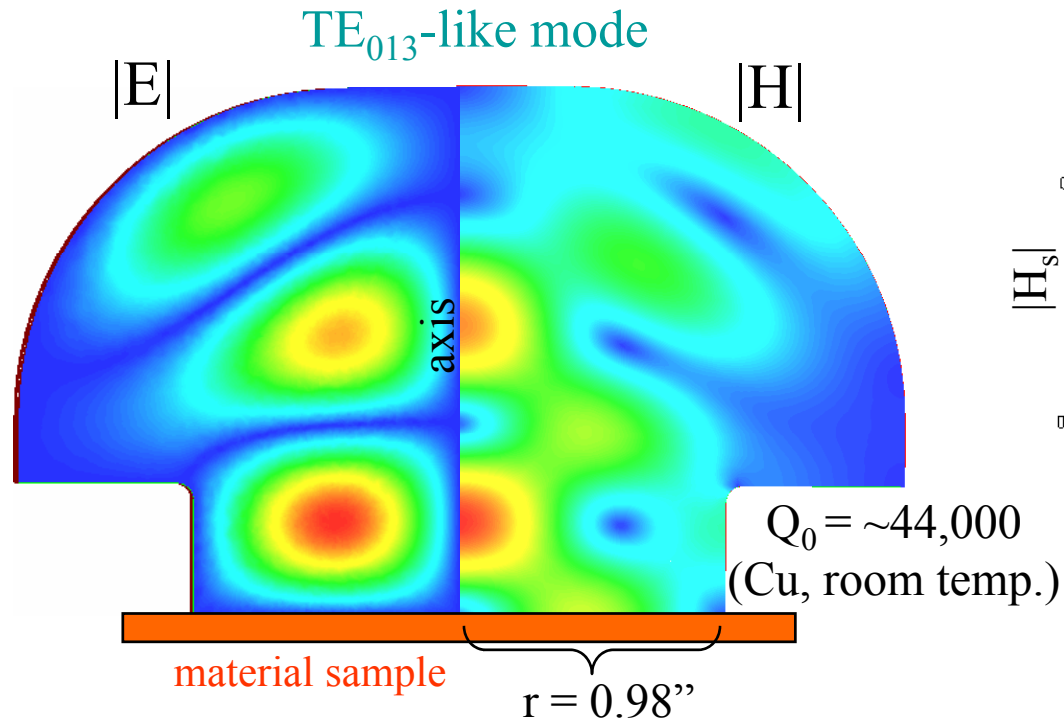 TE₀₁₃-like mode
|E|
|H|
axis
|Hₛ|
Q₀ = ~44,000
(Cu, room temp.)
material sample
r = 0.98”